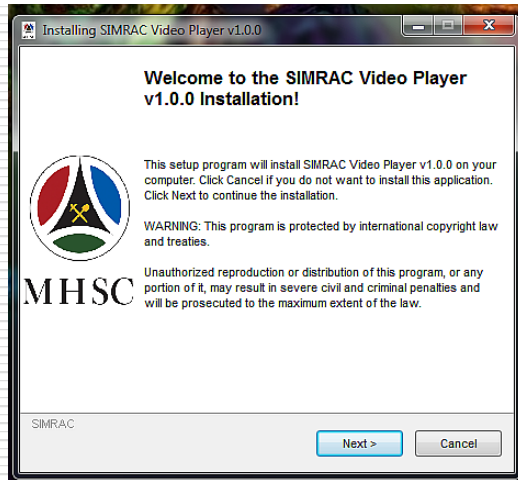 Installing SIMRAC Video Player v1.0.0
Welcome to the SIMRAC Video Player
v1.0.0 Installation!
This setup program will install SIMRAC Video Player v1.0.0 on your
computer. Click Cancel if you do not want to install this application.
Click Next to continue the installation.
WARNING: This program is protected by international copyright law
and treaties.
Unauthorized reproduction or distribution of this program, or any
portion of it, may result in severe civil and criminal penalties and
will be prosecuted to the maximum extent of the law.
MHSC
SIMRAC
Next >
Cancel